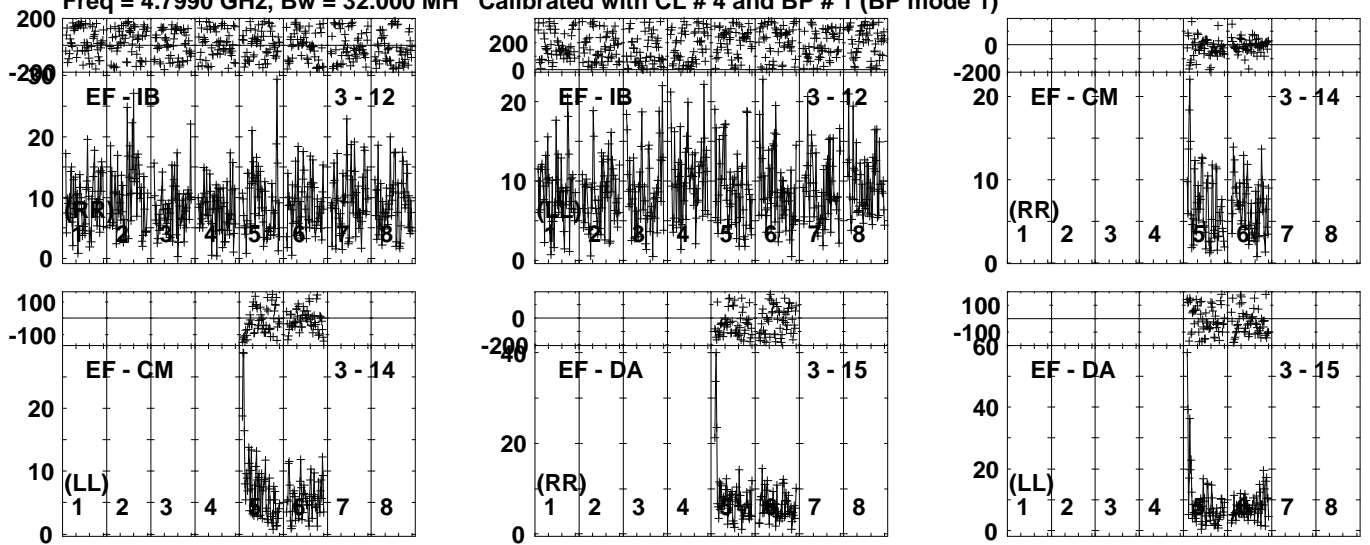 Freq = 4.7990 GHz, Bw = 32.000 MH Calibrated with CL # 4 and BP # 1 (BP mode 1)
200
-200
30
20
10
0
EF - IB
3 - 12
(RR)
1 2 3 4 5 6 7 8
200
0
20
10
0
EF - IB
3 - 12
(LL)
1 2 3 4 5 6 7 8
0
-200
20
10
0
EF - CM
3 - 14
(RR)
1 2 3 4 5 6 7 8
100
-100
20
10
0
EF - CM
3 - 14
(LL)
1 2 3 4 5 6 7 8
0
-200
40
20
0
EF - DA
3 - 15
(RR)
1 2 3 4 5 6 7 8
100
-100
60
40
20
0
EF - DA
3 - 15
(LL)
1 2 3 4 5 6 7 8